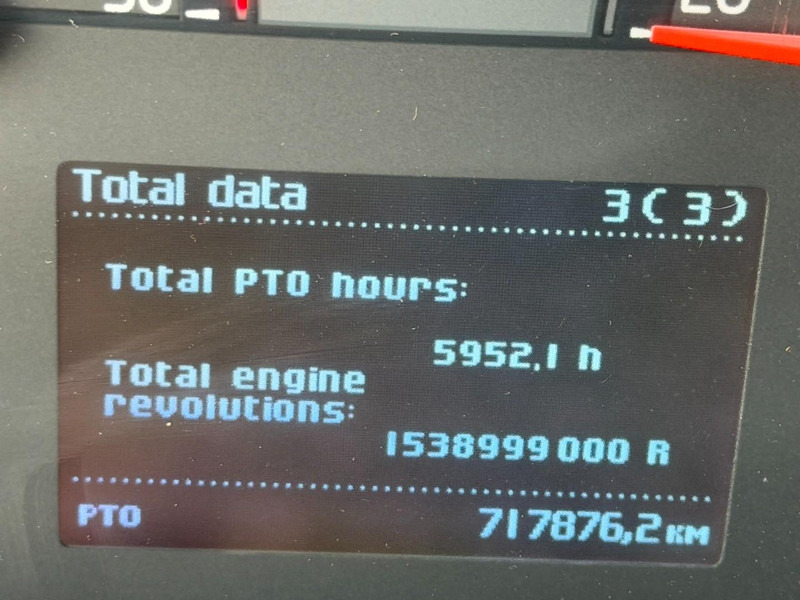 Total data 3(3)
Total PTO hours:
5952,1 h
Total engine
revolutions:
1538999000 R
PTO 717876,2 KM